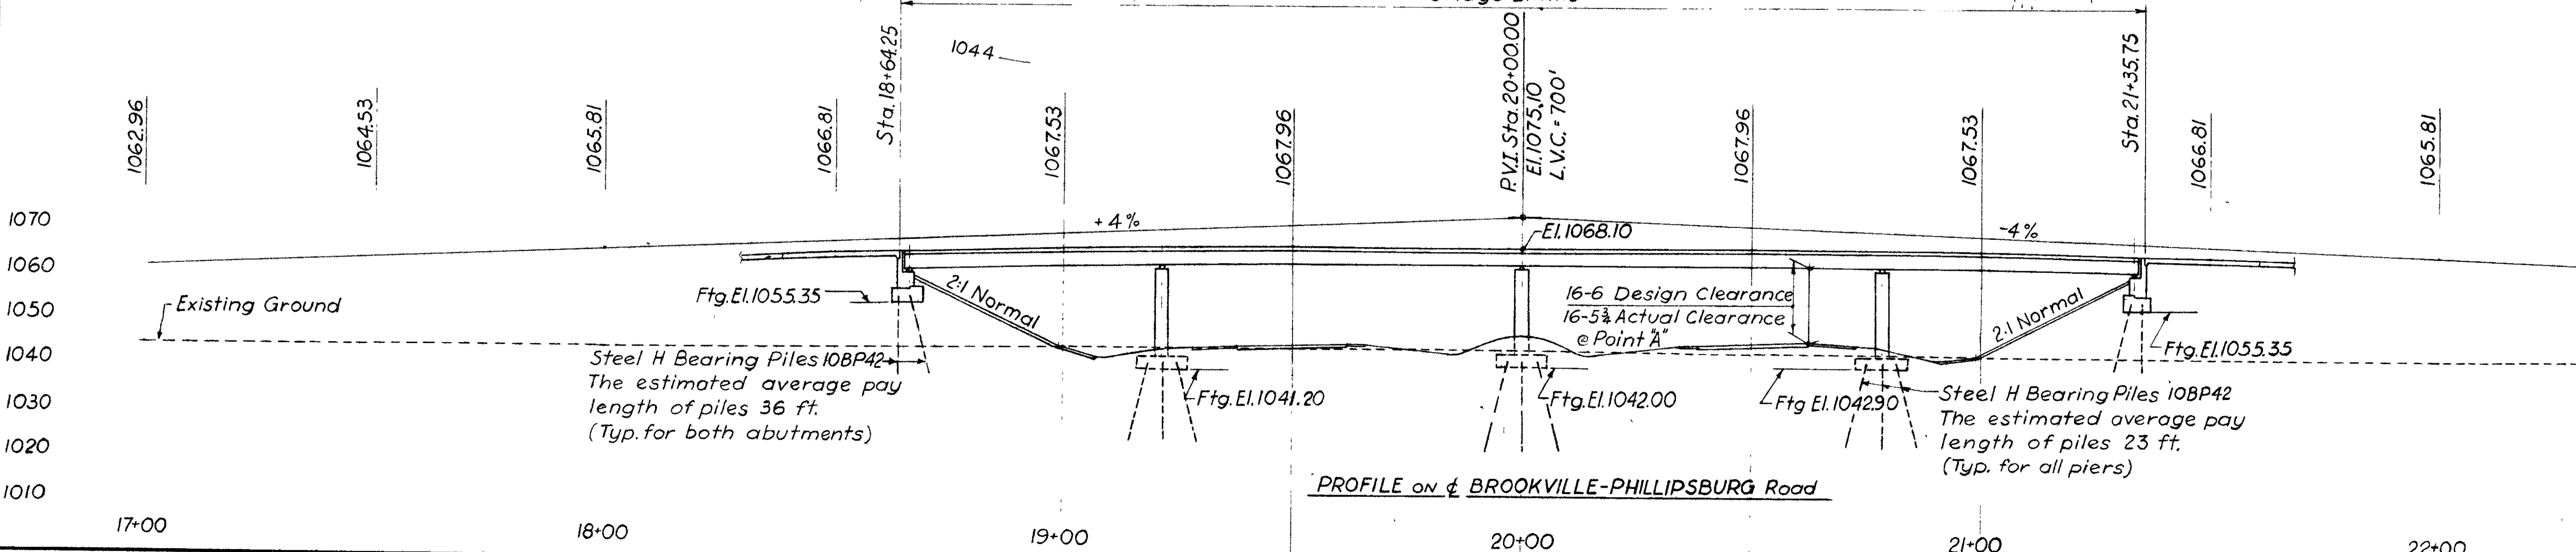 1044
1062.96
1064.53
1065.81
1066.81
Sta. 18+64.25
1067.53
1067.96
P.V.I. Sta. 20+00.00
El. 1075.10
L.V.C. = 700'
1067.96
1067.53
Sta. 21+35.75
1066.81
1065.81
1070
1060
1050
1040
1030
1020
1010
+4%
-4%
El. 1068.10
Existing Ground
Ftg. El. 1055.35
2:1 Normal
16-6 Design Clearance
16-5¾ Actual Clearance
@ Point "A"
2:1 Normal
Ftg. El. 1055.35
Steel H Bearing Piles 10BP42
The estimated average pay
length of piles 36 ft.
(Typ. for both abutments)
Ftg. El. 1041.20
Ftg. El. 1042.00
Ftg El. 1042.90
Steel H Bearing Piles 10BP42
The estimated average pay
length of piles 23 ft.
(Typ. for all piers)
PROFILE ON ℄ BROOKVILLE-PHILLIPSBURG Road
17+00
18+00
19+00
20+00
21+00
22+00